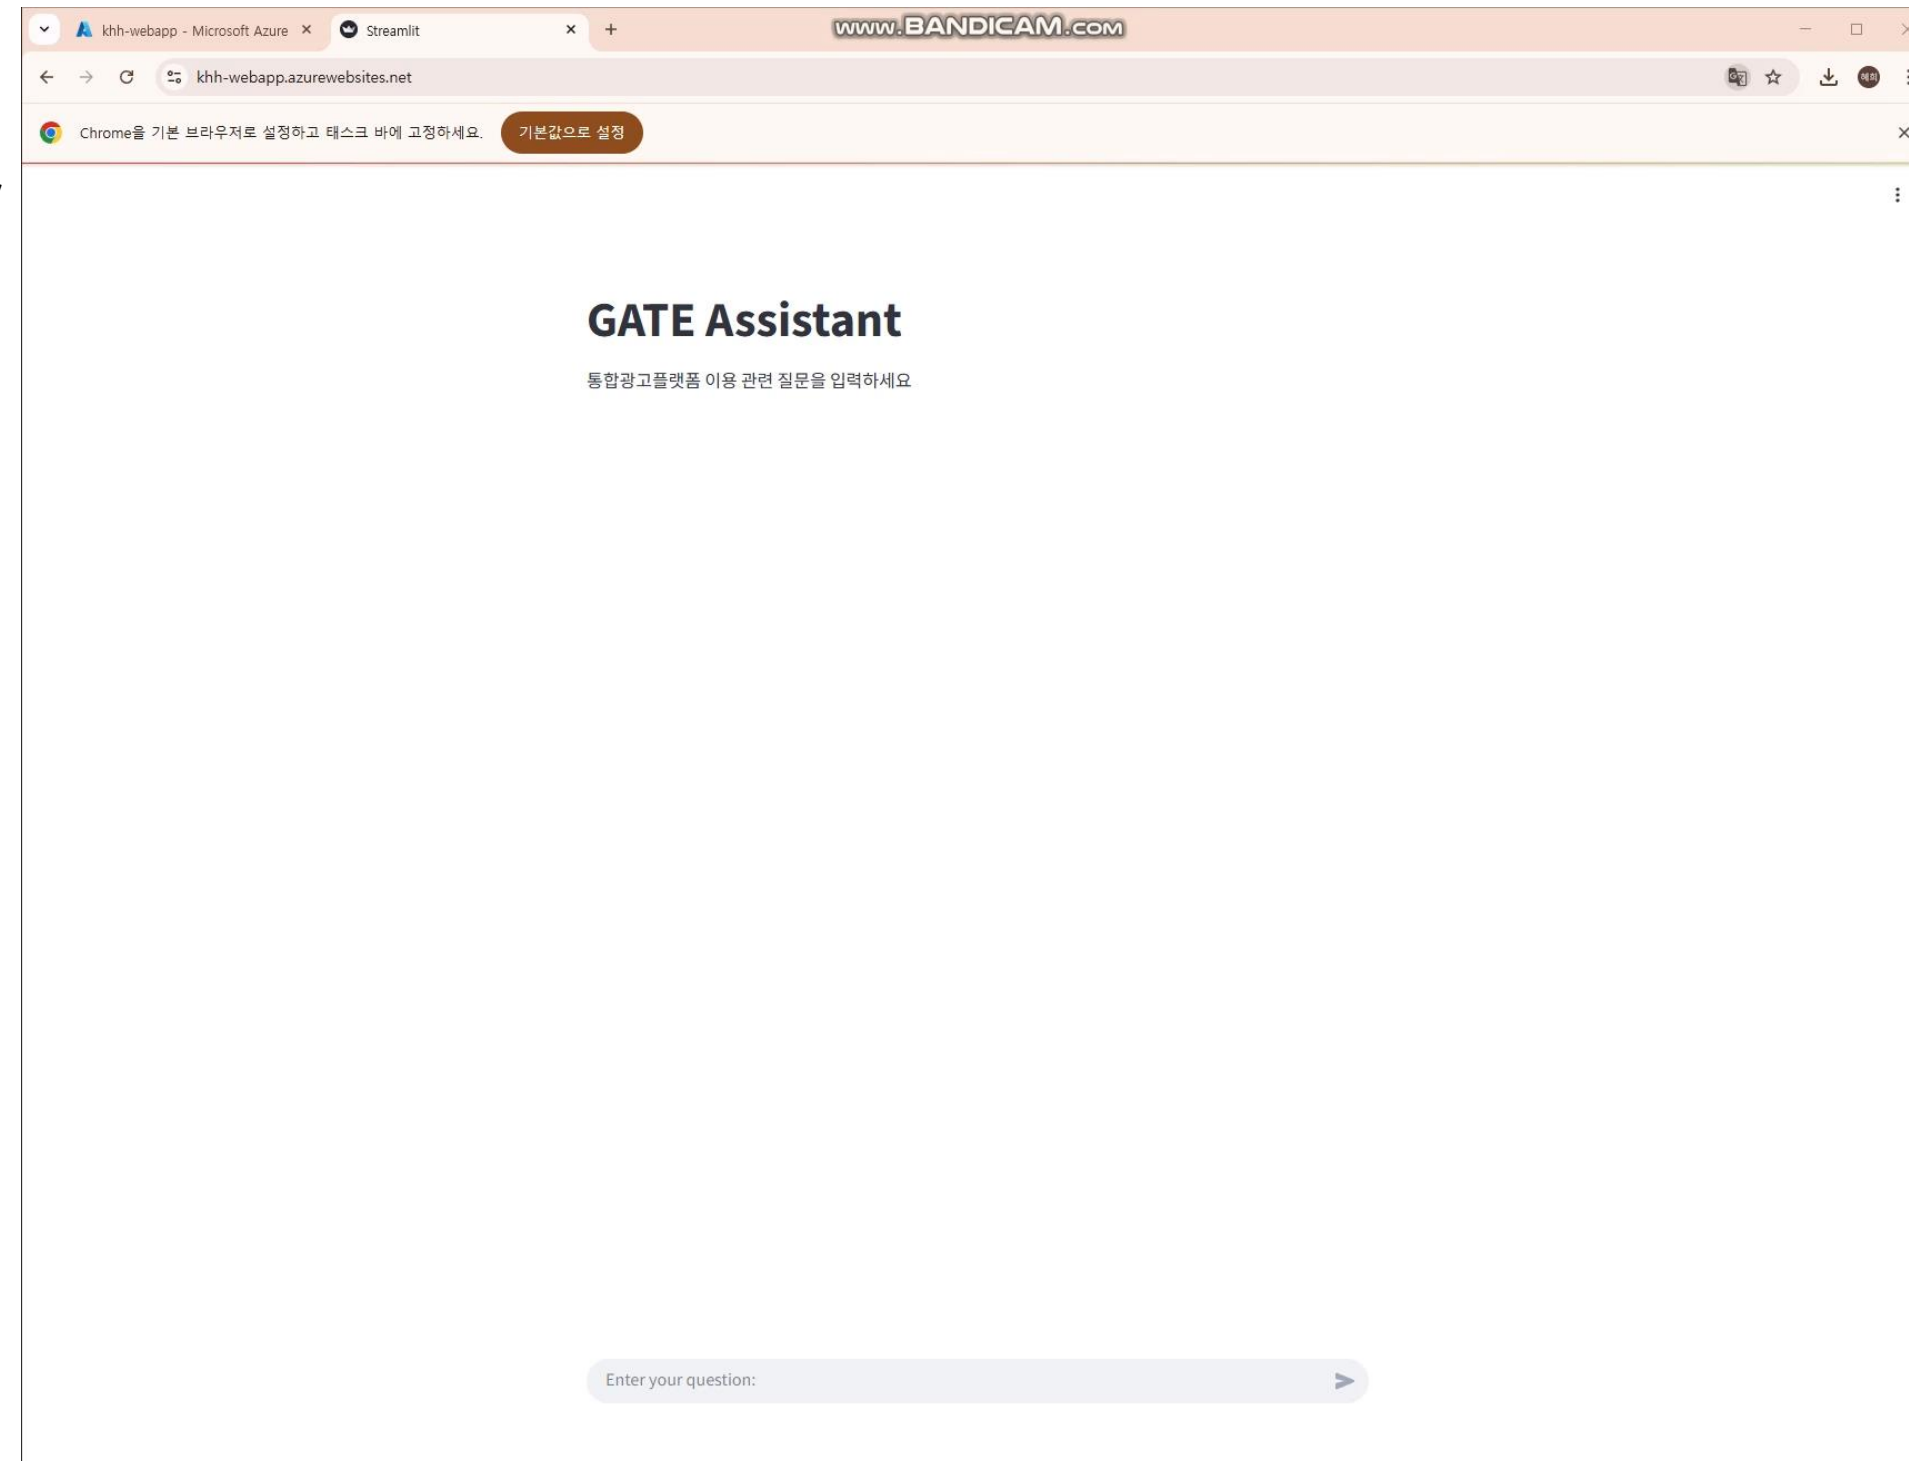 khh-webapp - Microsoft Azure
Streamlit
www.BANDICAM.com
khh-webapp.azurewebsites.net
혜희
Chrome을 기본 브라우저로 설정하고 태스크 바에 고정하세요.
기본값으로 설정
GATE Assistant
통합광고플랫폼 이용 관련 질문을 입력하세요
Enter your question: